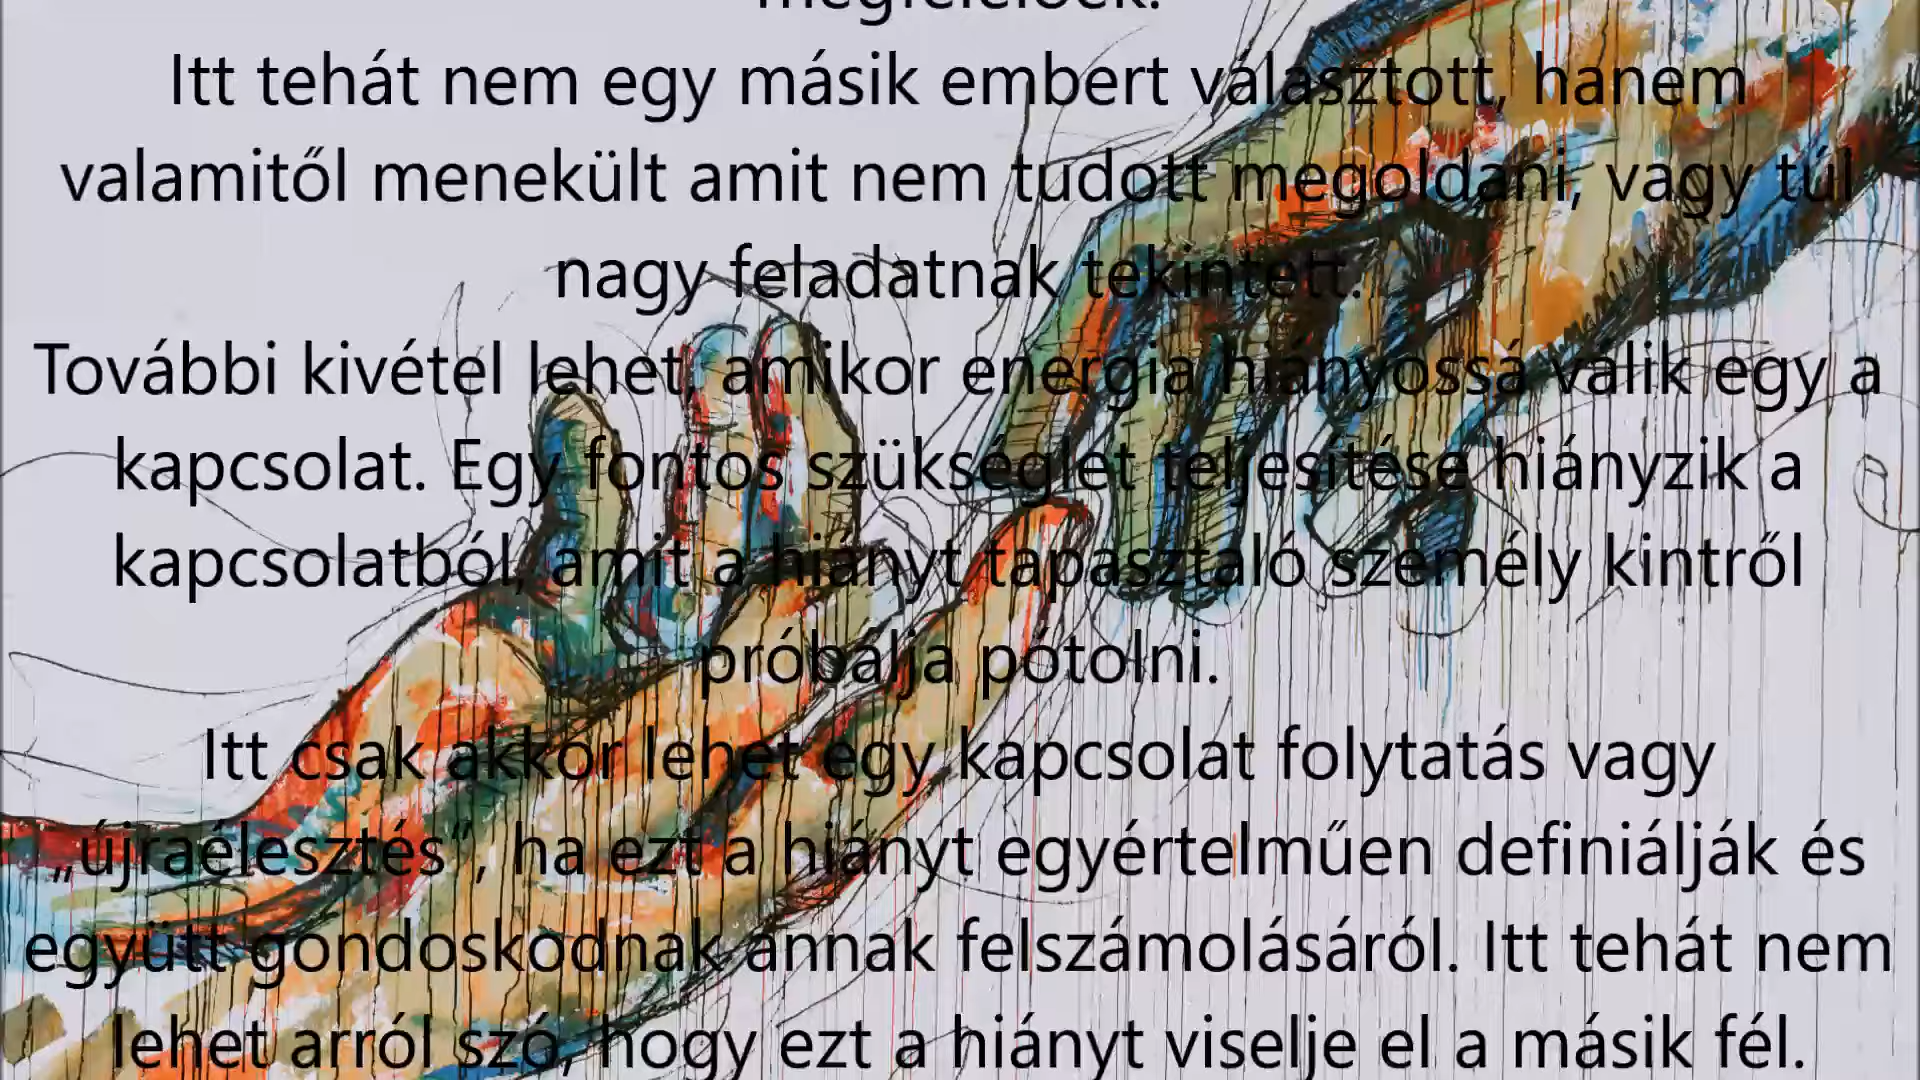 megfelelőek.
Itt tehát nem egy másik embert választott, hanem
valamitől menekült amit nem tudott megoldani, vagy túl
nagy feladatnak tekintett.
További kivétel lehet, amikor energia hiányossá válik egy a
kapcsolat. Egy fontos szükséglet teljesítése hiányzik a
kapcsolatból, amit a hiányt tapasztaló személy kintről
próbálja pótolni.
Itt csak akkor lehet egy kapcsolat folytatás vagy
„újraélesztés”, ha ezt a hiányt egyértelműen definiálják és
együtt gondoskodnak annak felszámolásáról. Itt tehát nem
lehet arról szó, hogy ezt a hiányt viselje el a másik fél.